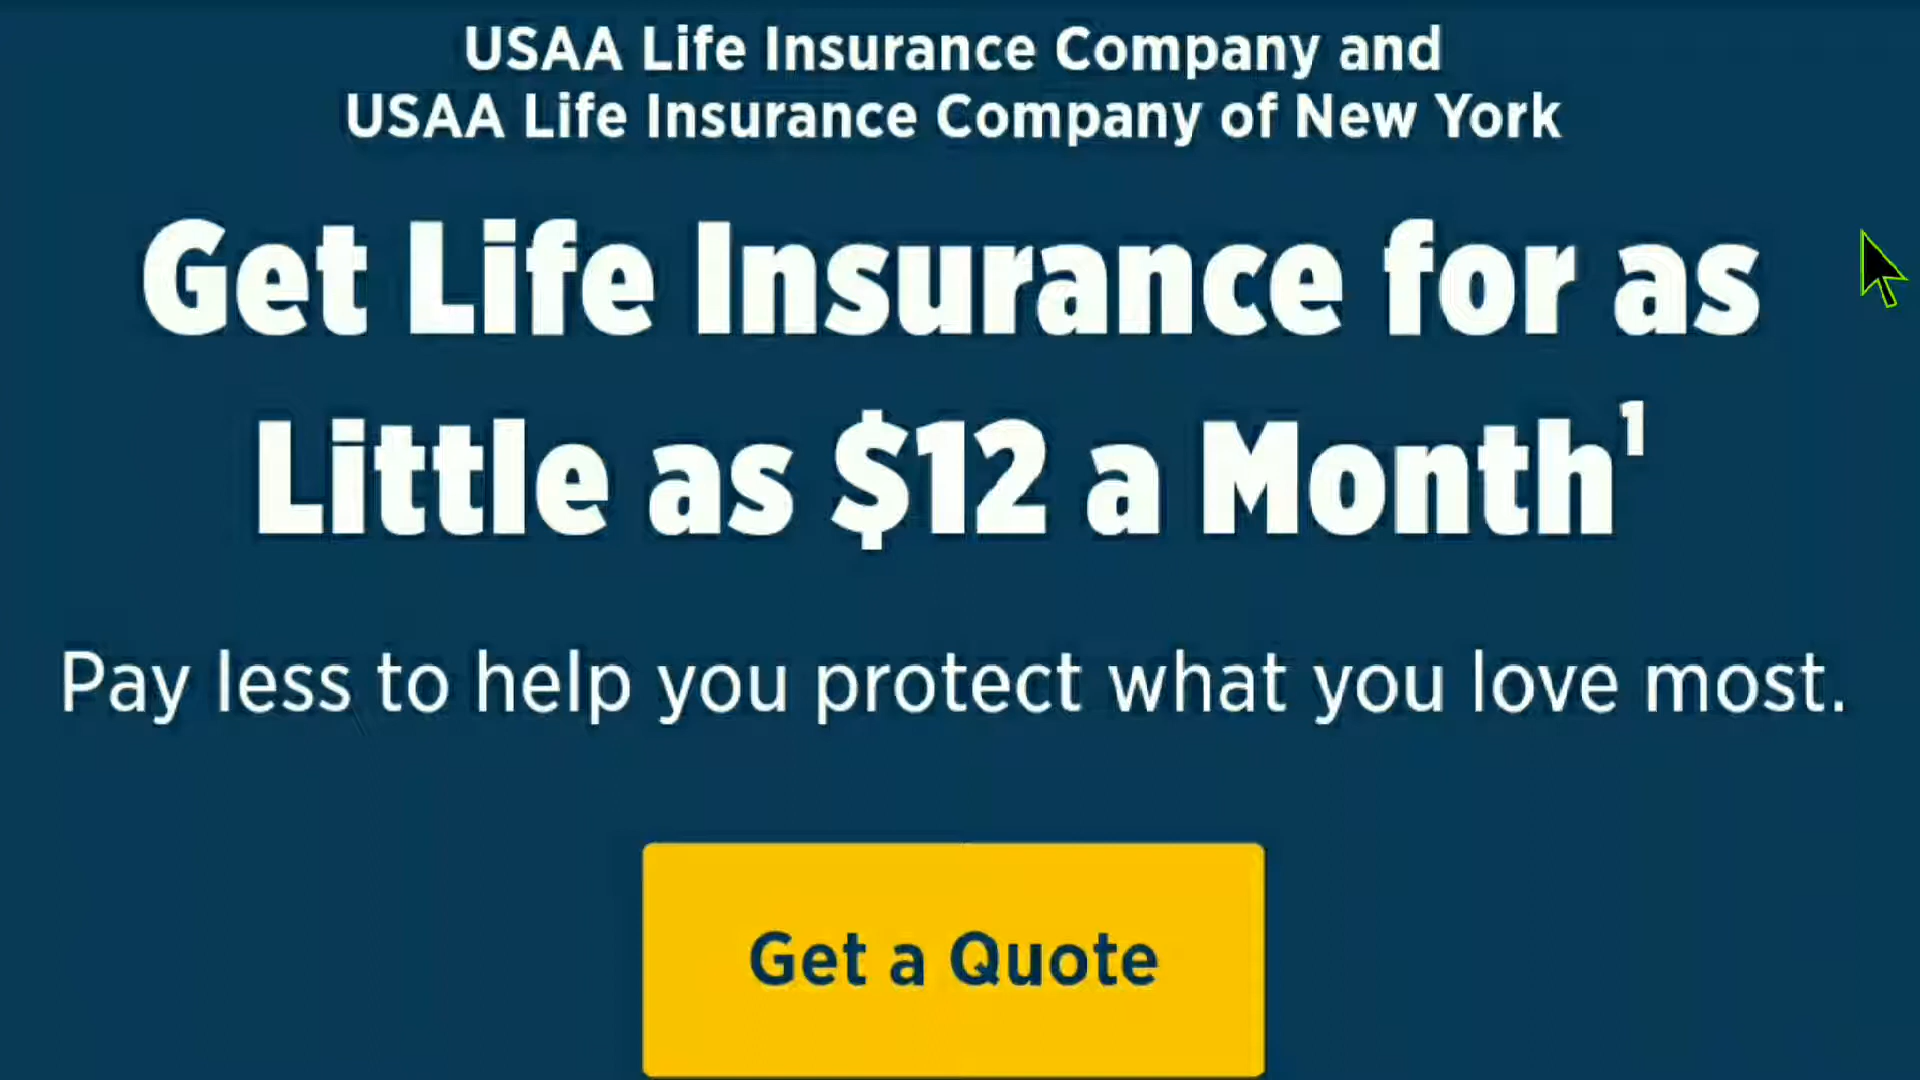 USAA Life Insurance Company and
USAA Life Insurance Company of New York
Get Life Insurance for as
Little as $12 a Month¹
Pay less to help you protect what you love most.
Get a Quote